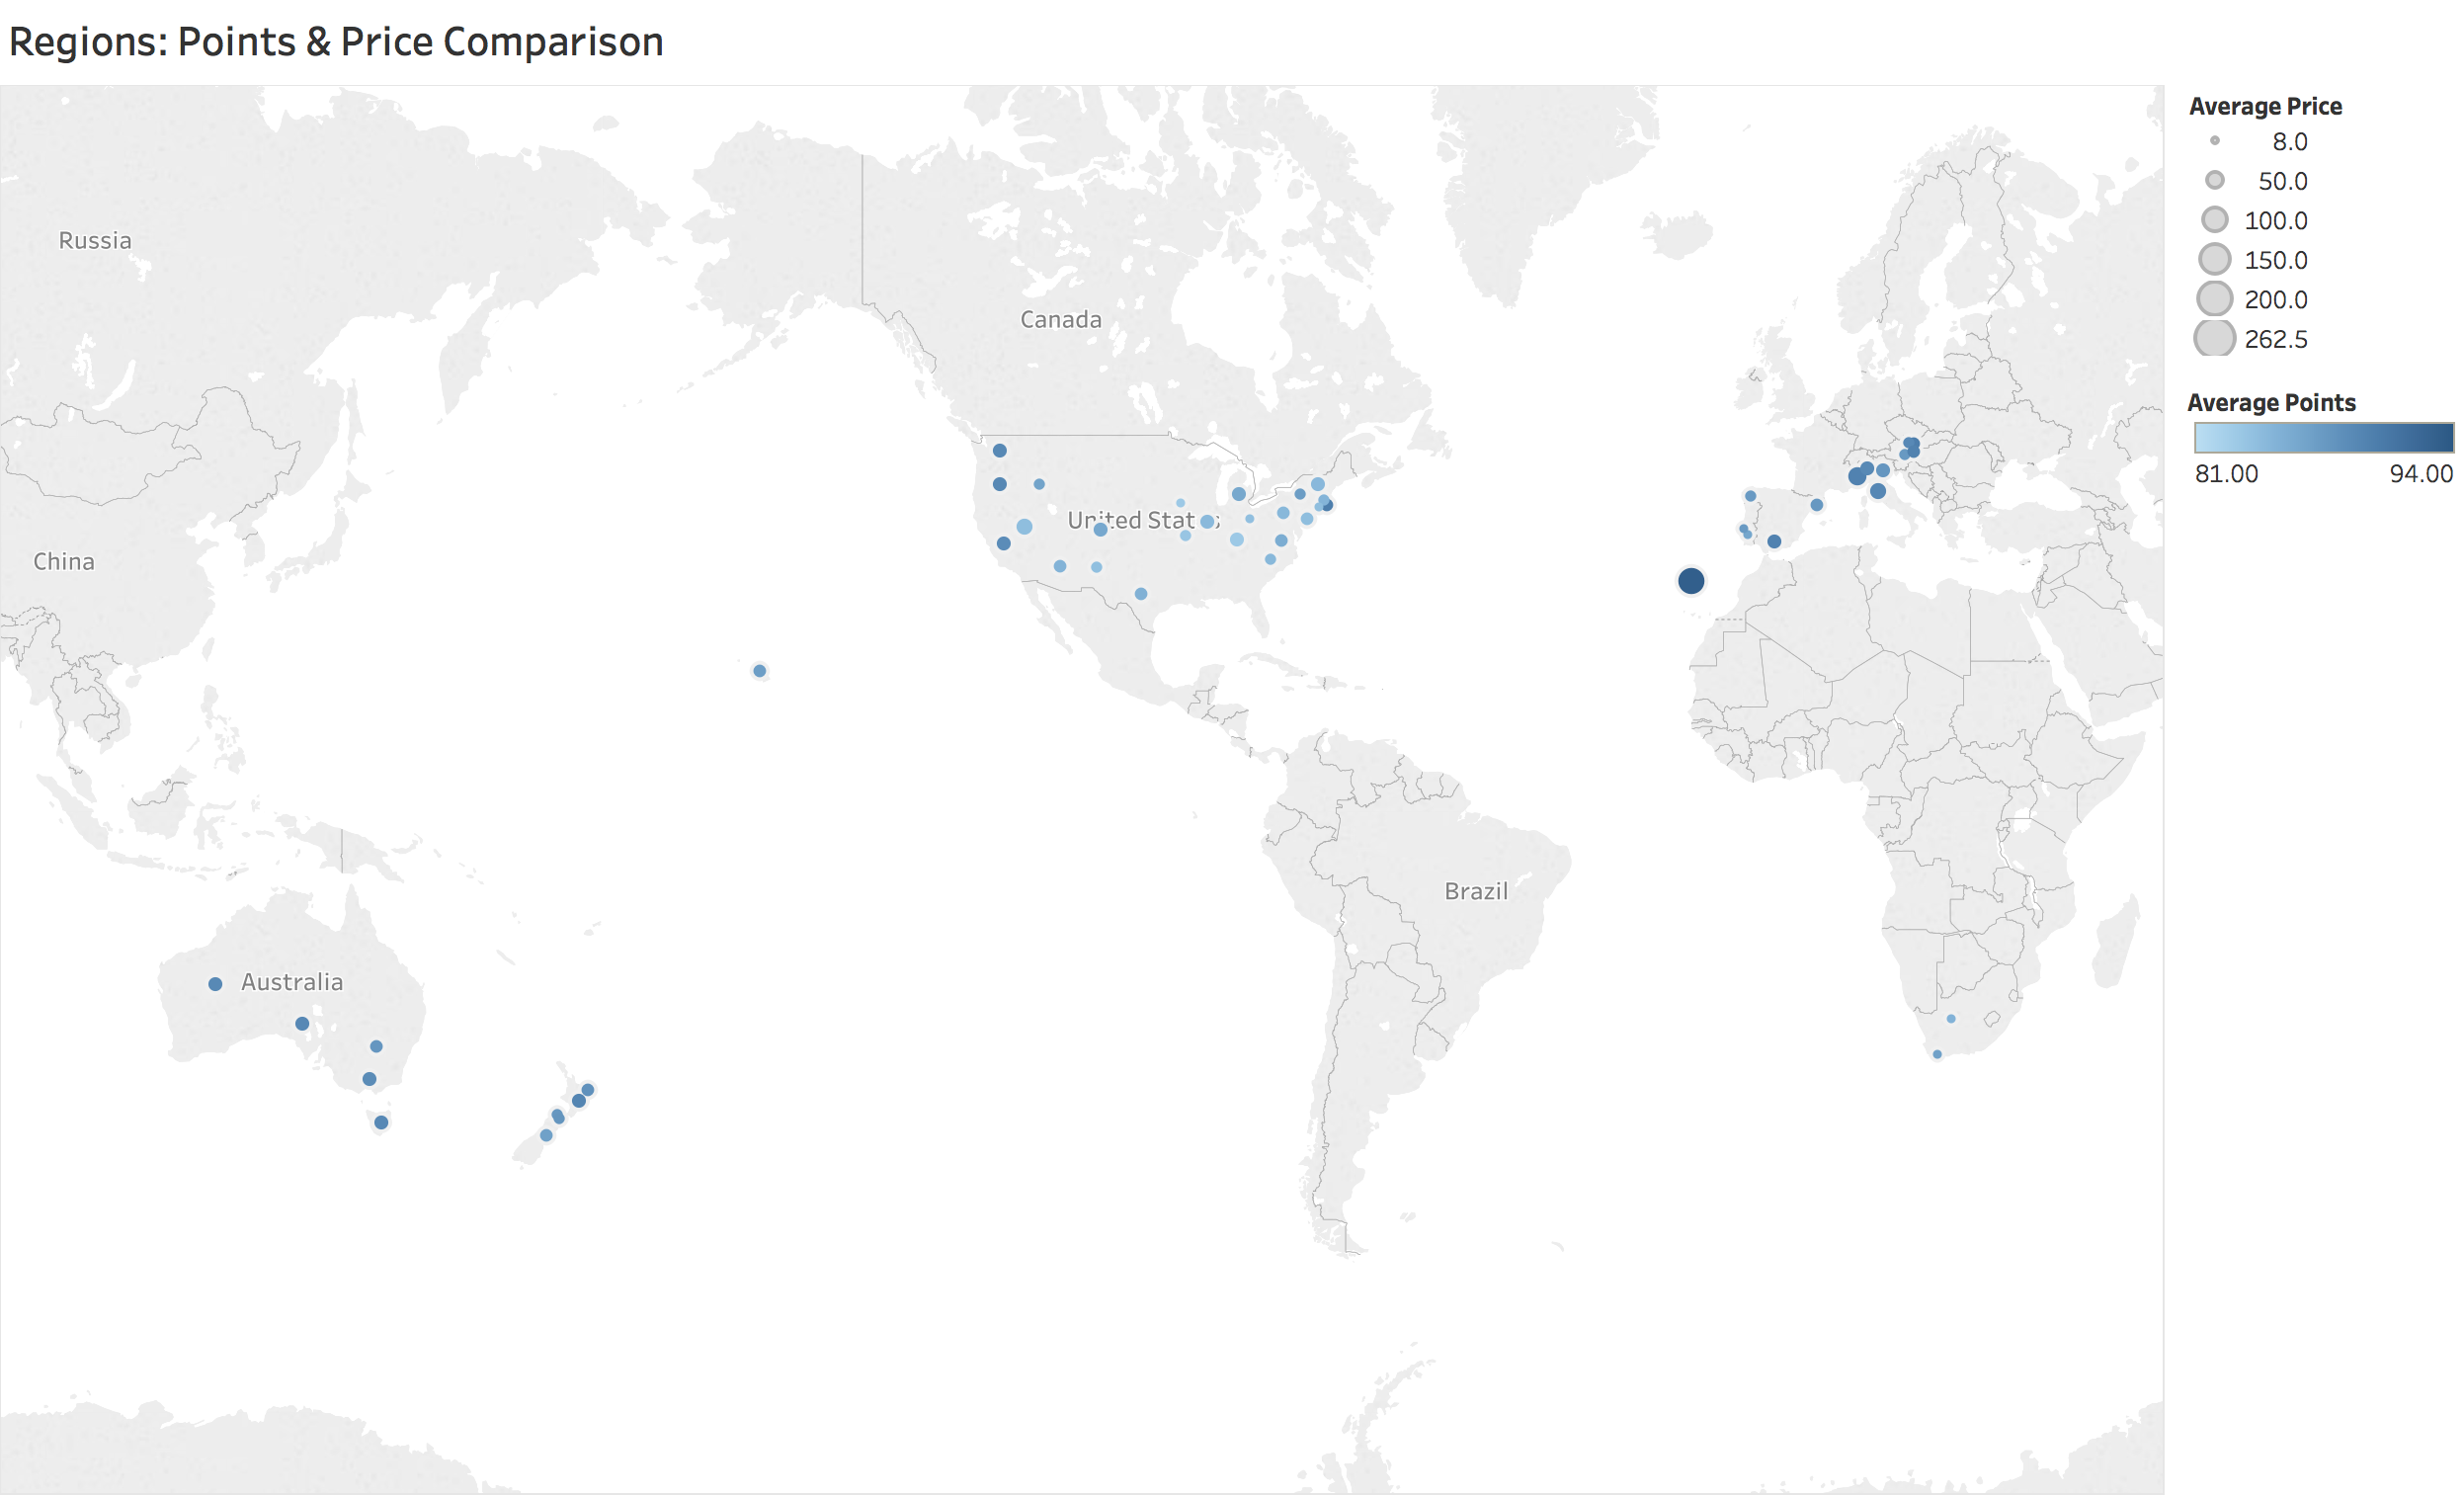 Regions: Points & Price Comparison
Average Price
8.0
50.0
100.0
150.0
200.0
262.5
Average Points
81.00 94.00
Russia
Canada
China
United States
Brazil
Australia